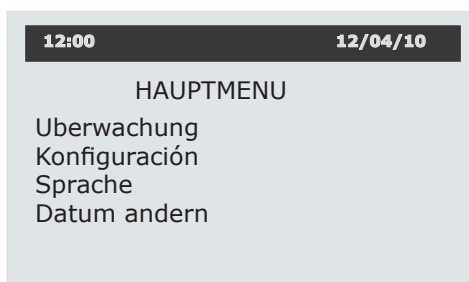 12:00 12/04/10
HAUPTMENU
Uberwachung
Konfiguración
Sprache
Datum andern